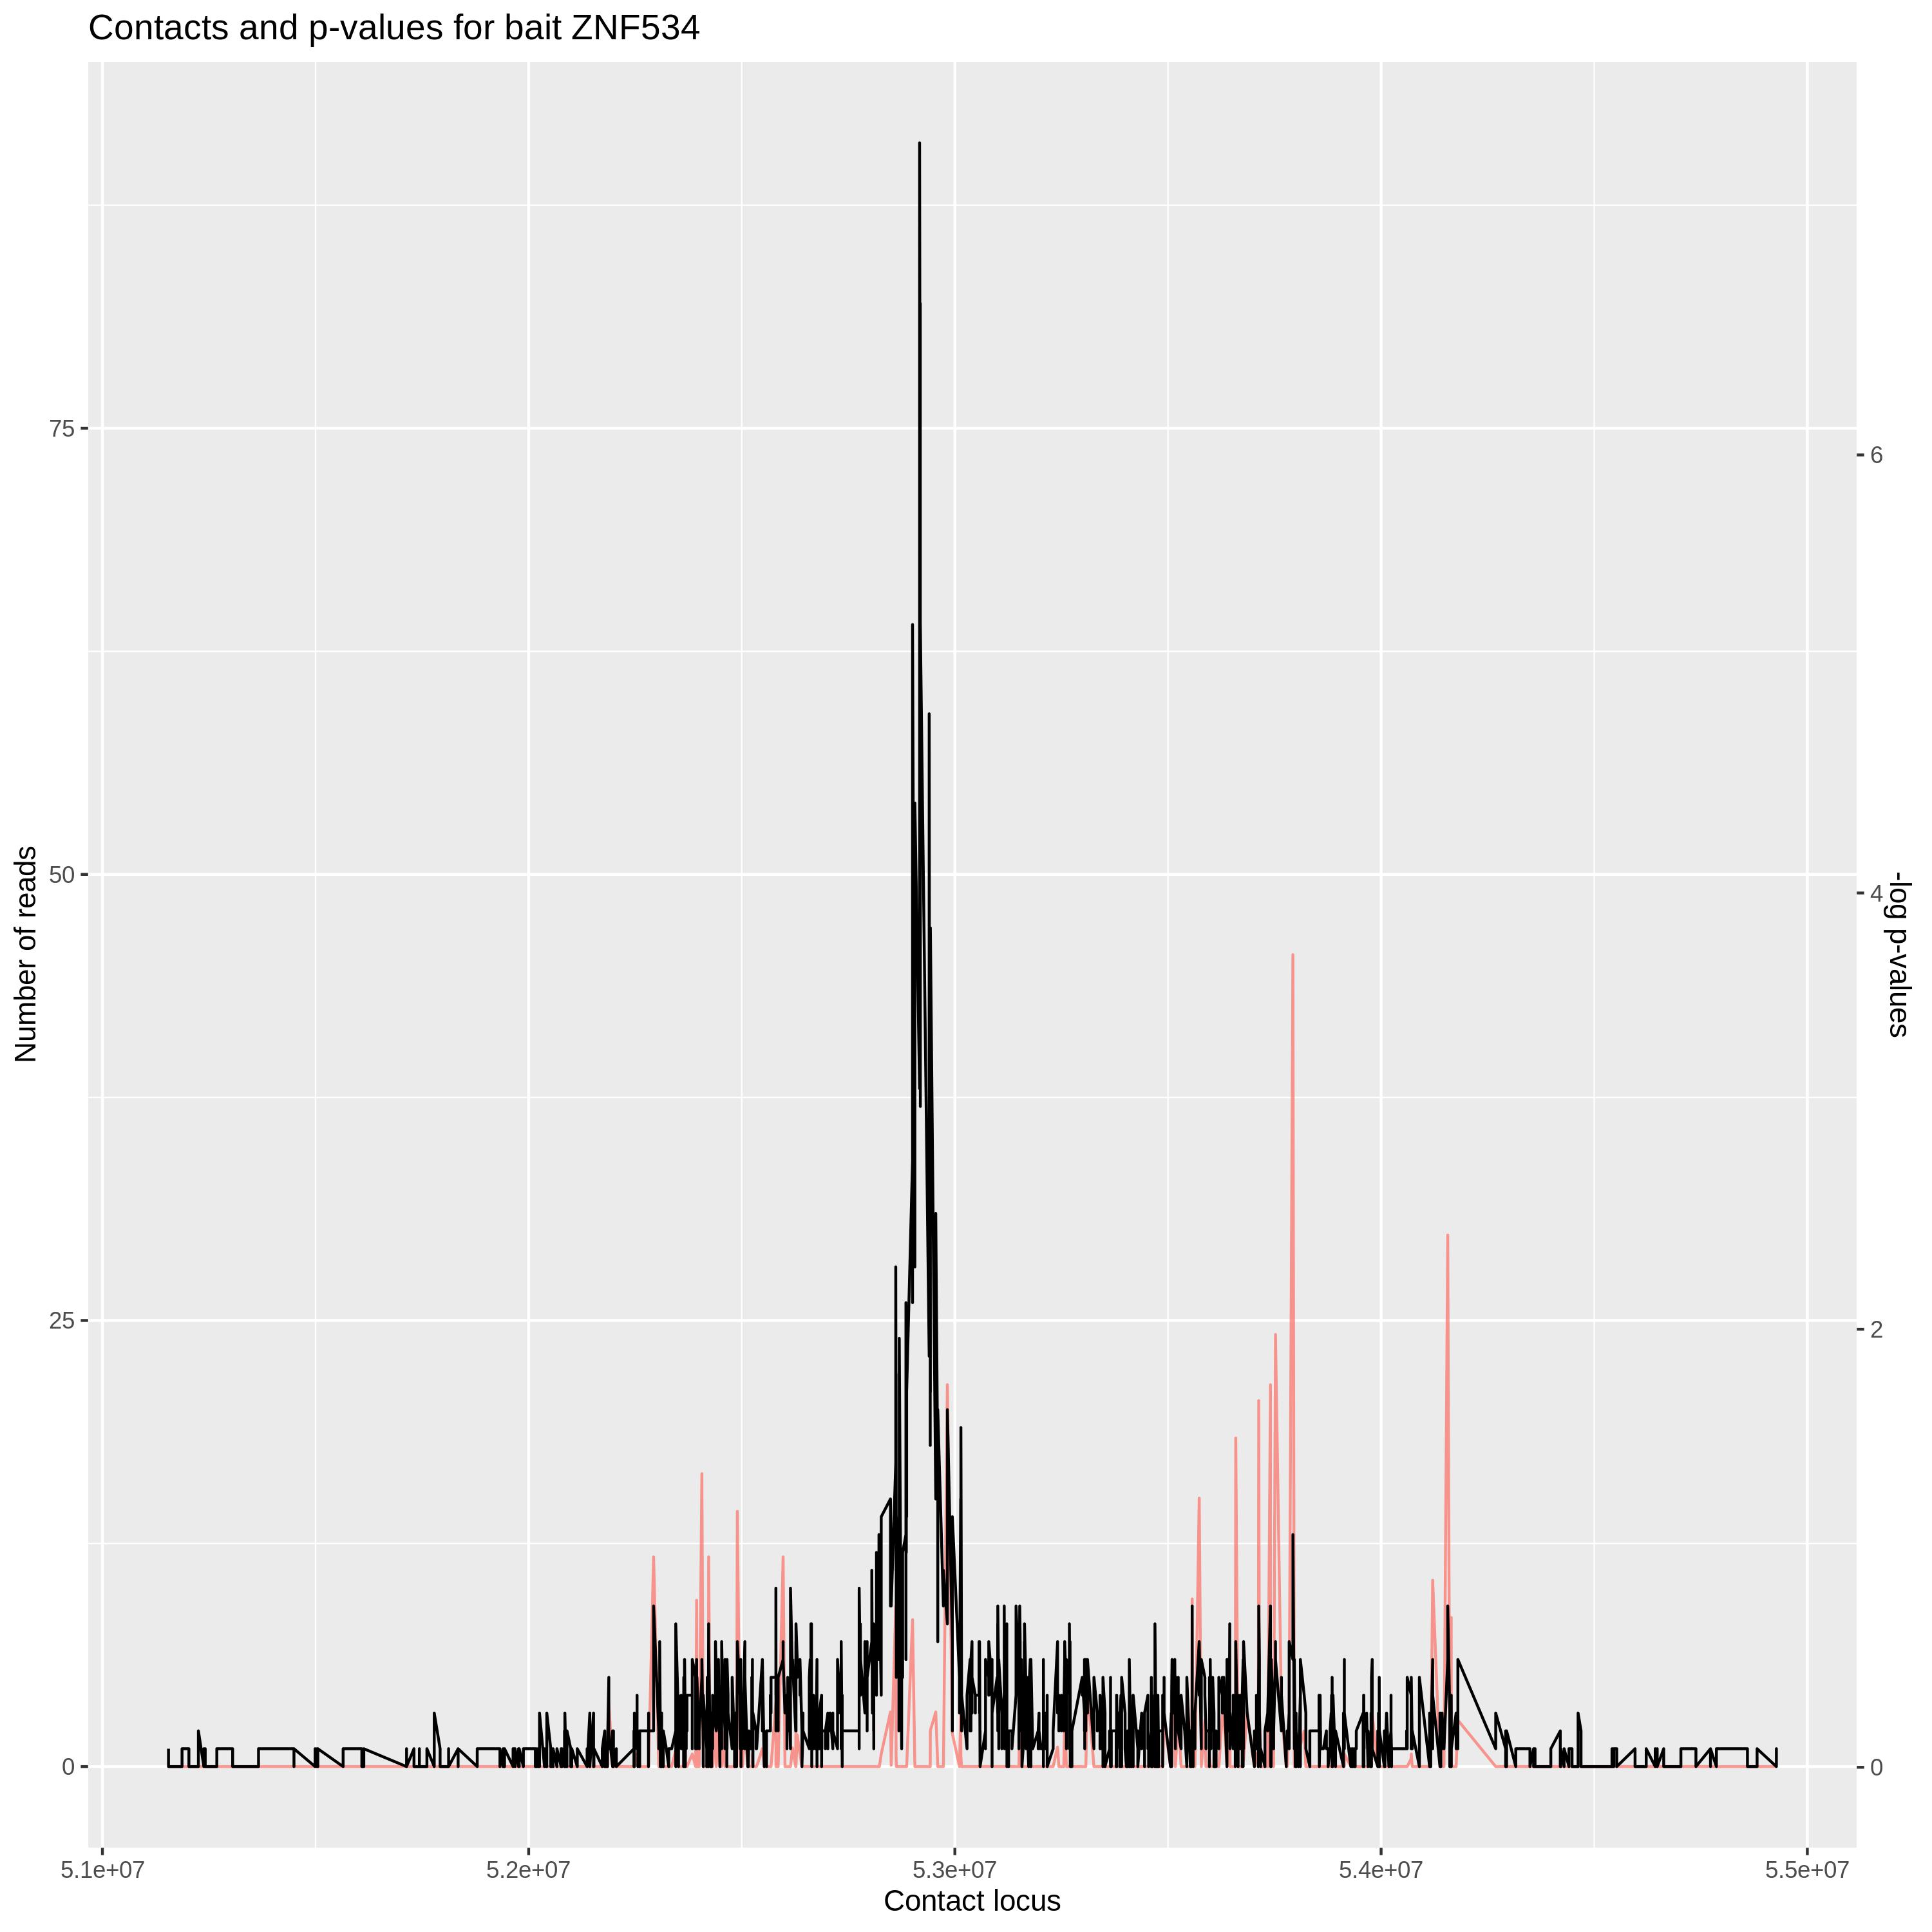 Contacts and p-values for bait ZNF534
Number of reads
75
50
25
0
6
4
2
0
-log p-values
5.1e+07
5.2e+07
5.3e+07
5.4e+07
5.5e+07
Contact locus